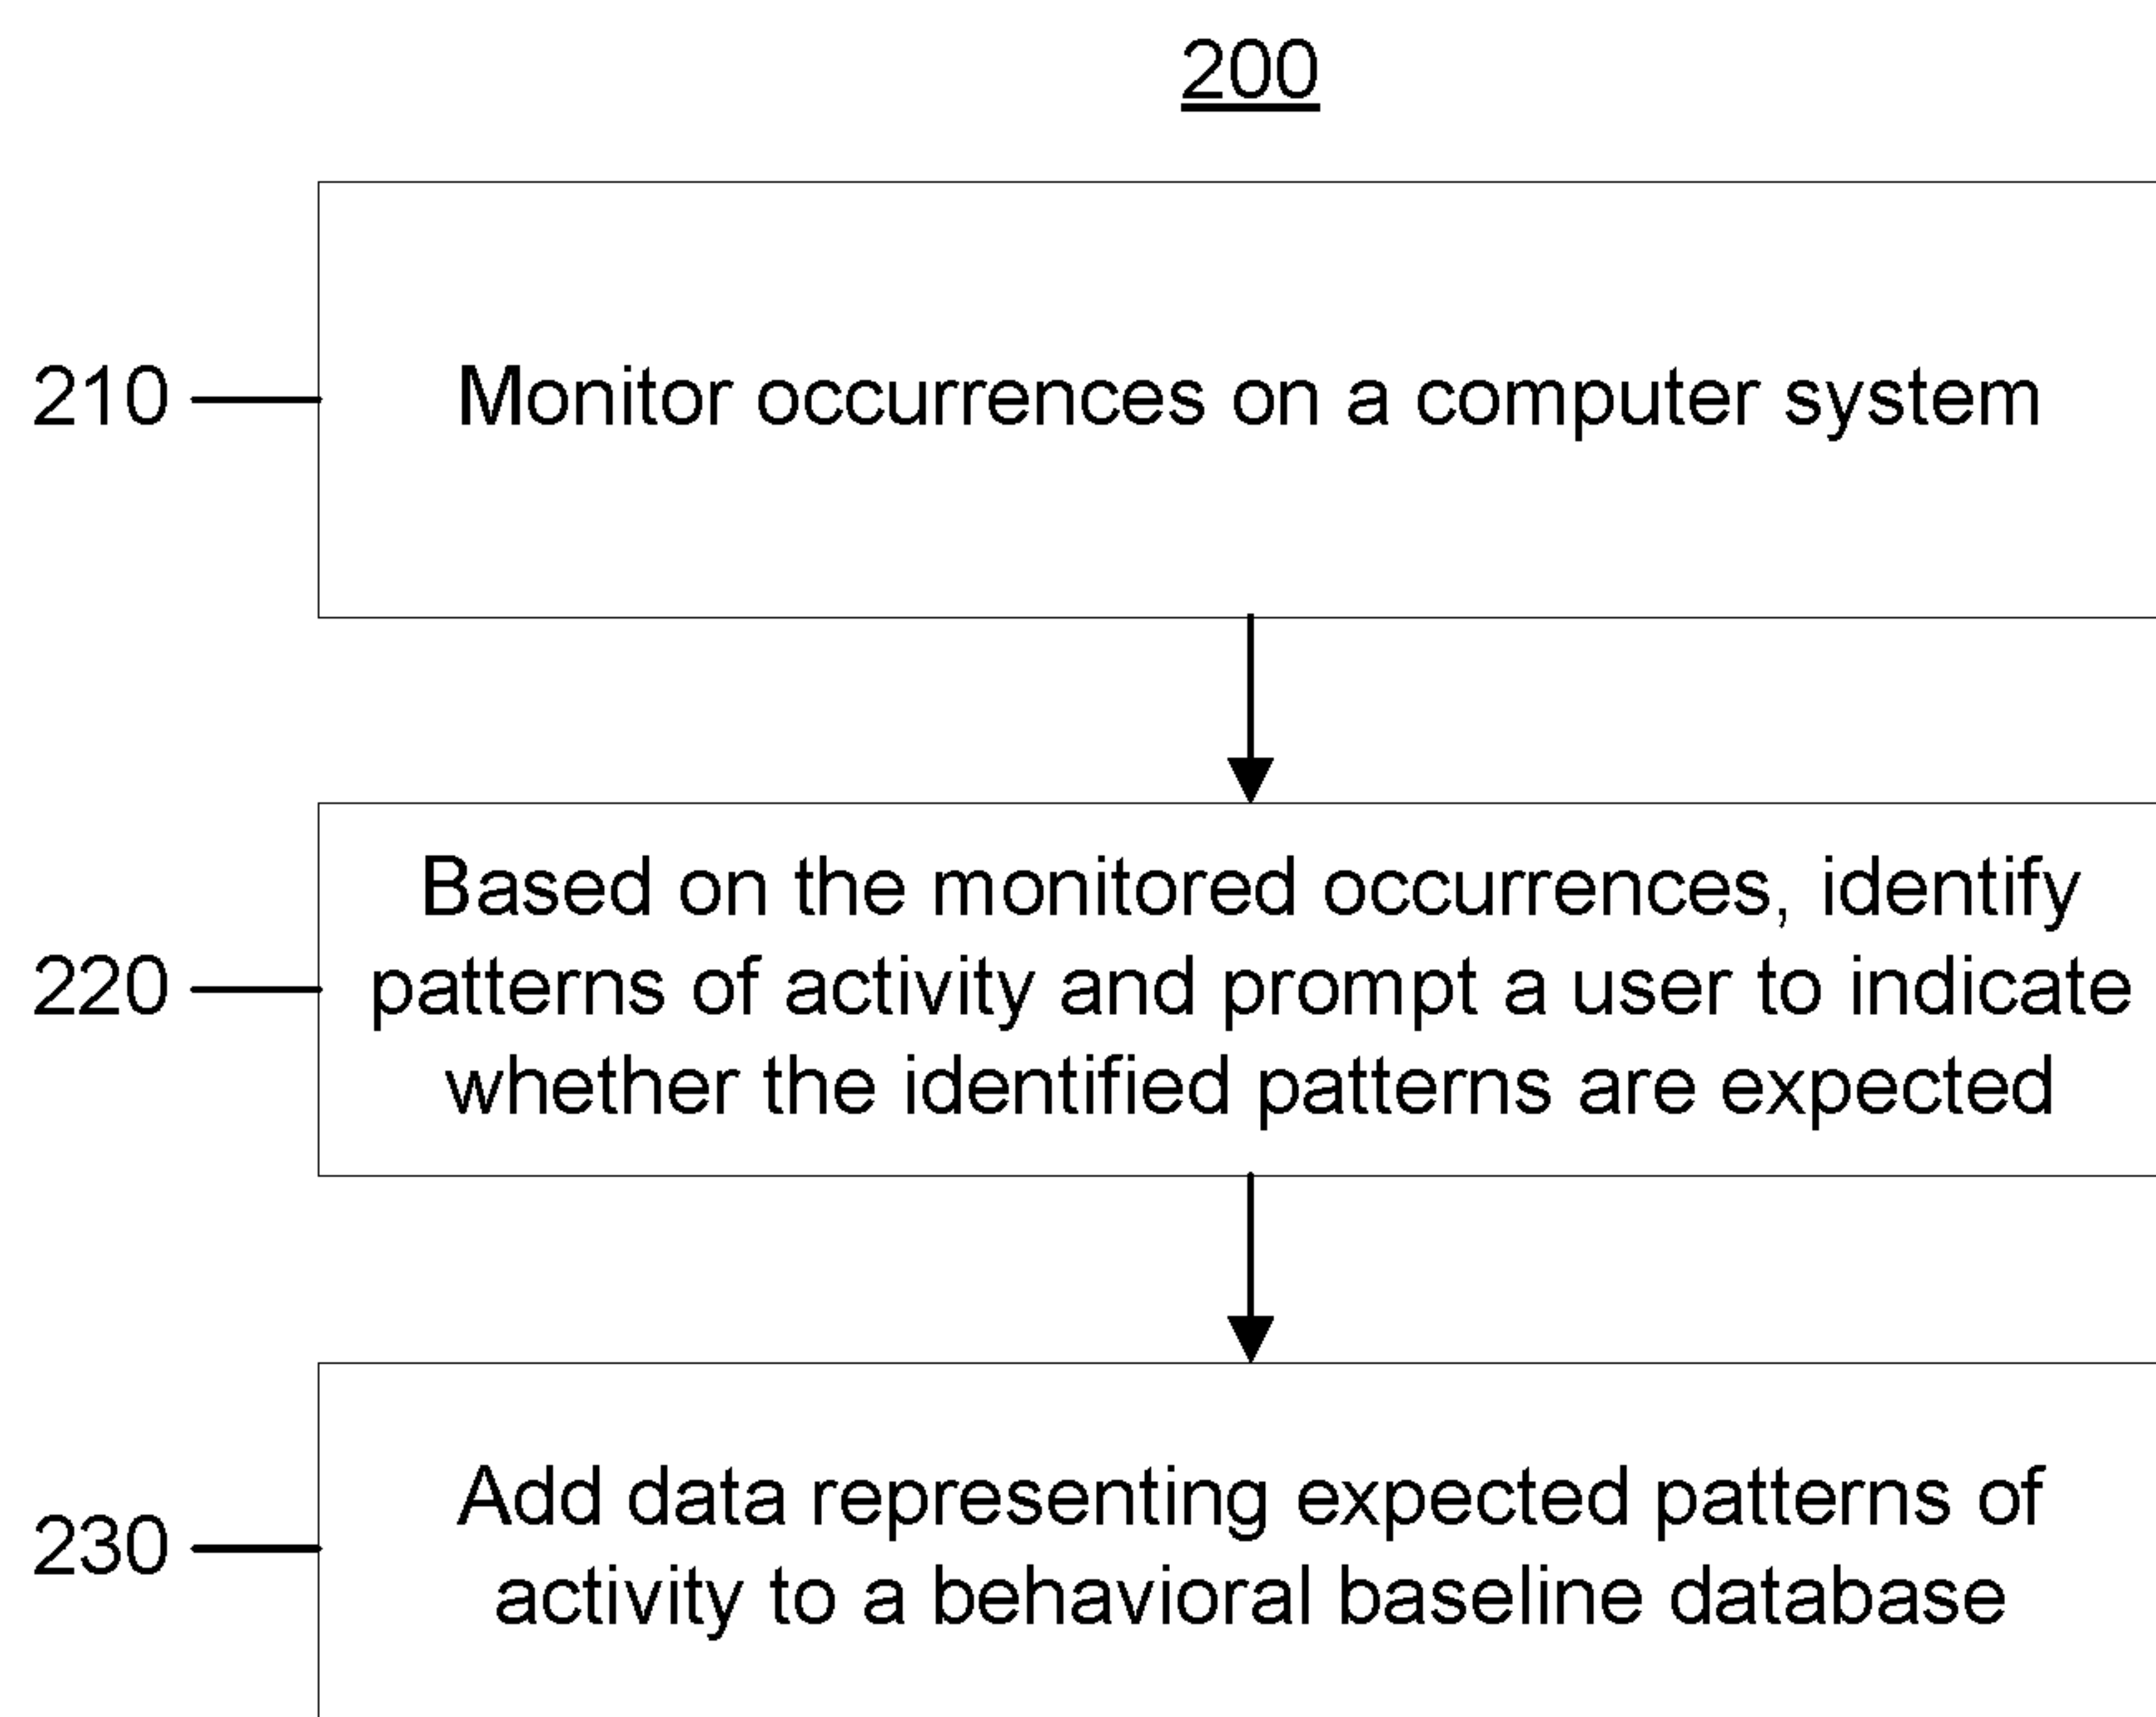 200
210
Monitor occurrences on a computer system
Based on the monitored occurrences, identify
220
patterns of activity and prompt a user to indicate
whether the identified patterns are expected
Add data representing expected patterns of
230
activity to a behavioral baseline database